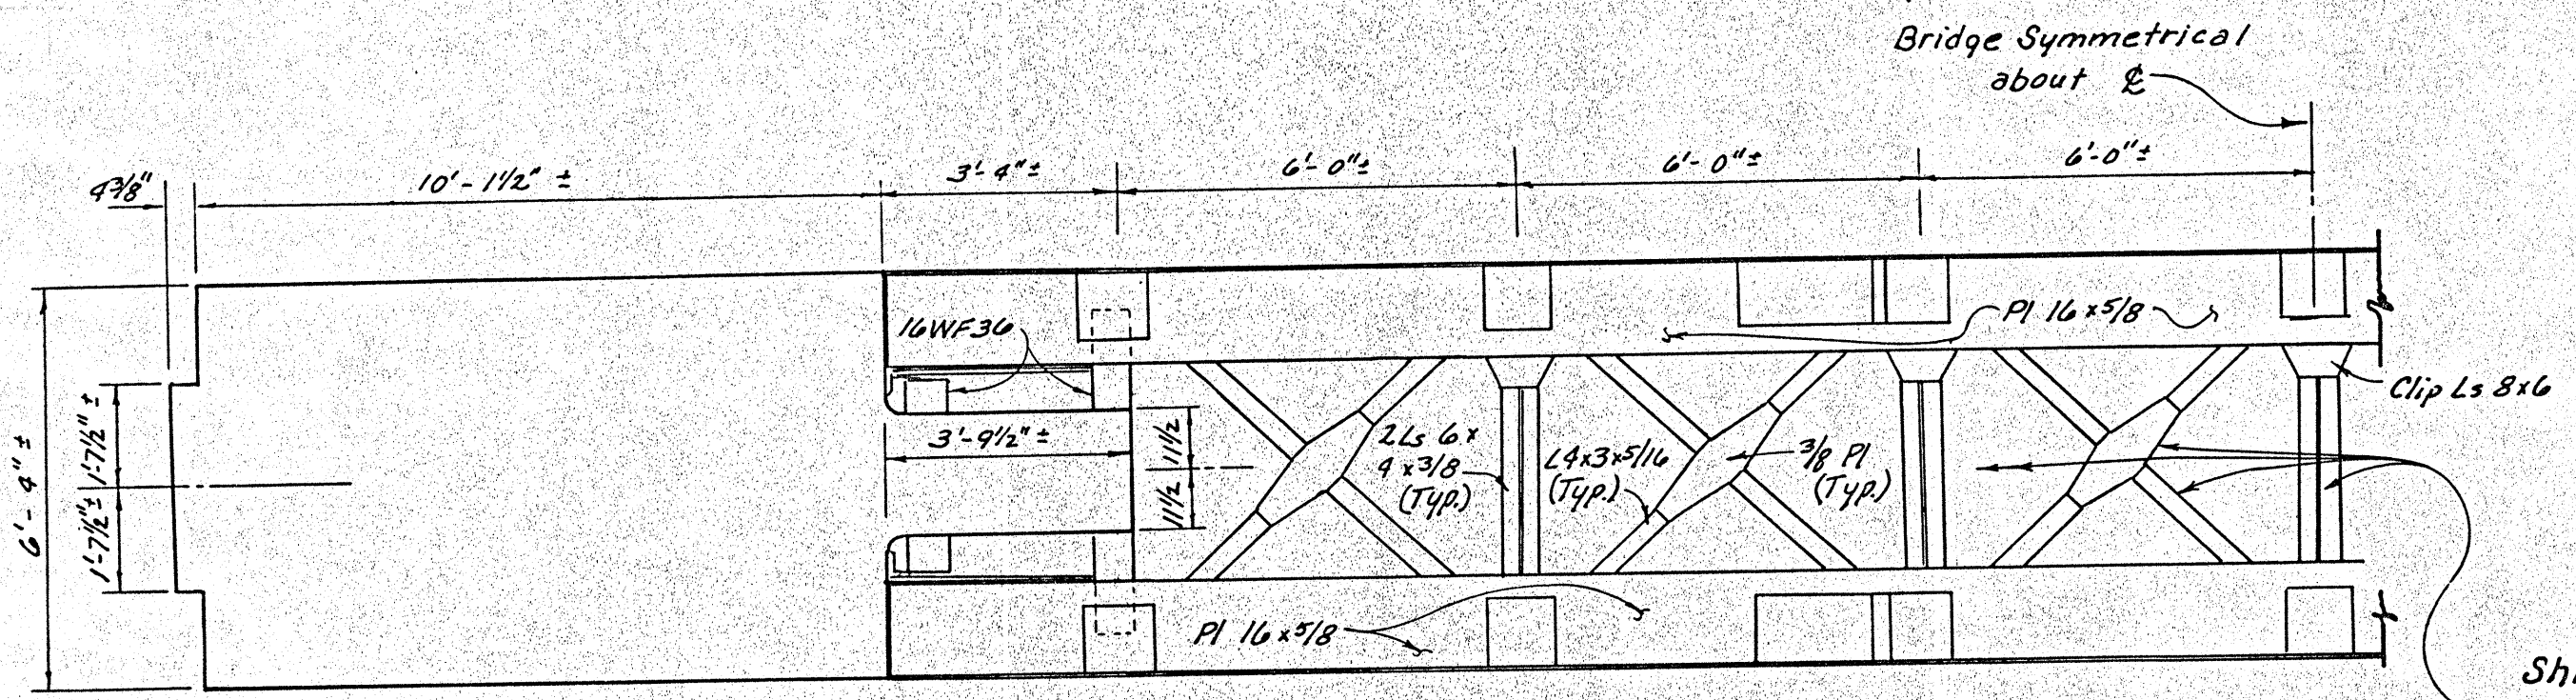 Bridge Symmetrical
about ℄
4 3/8"
10'- 1 1/2" ±
3'- 4" ±
6'- 0" ±
6'- 0" ±
6'-0" ±
16WF36
Pl 16 x 5/8
Clip Ls 8x6
6'- 4" ±
1'-7 1/2" ±
1'-7 1/2" ±
3'-9 1/2" ±
11 1/2
11 1/2
2Ls 6 x
4 x 3/8
(Typ.)
L4x3x5/16
(Typ.)
3/8 Pl
(Typ.)
Pl 16 x 5/8